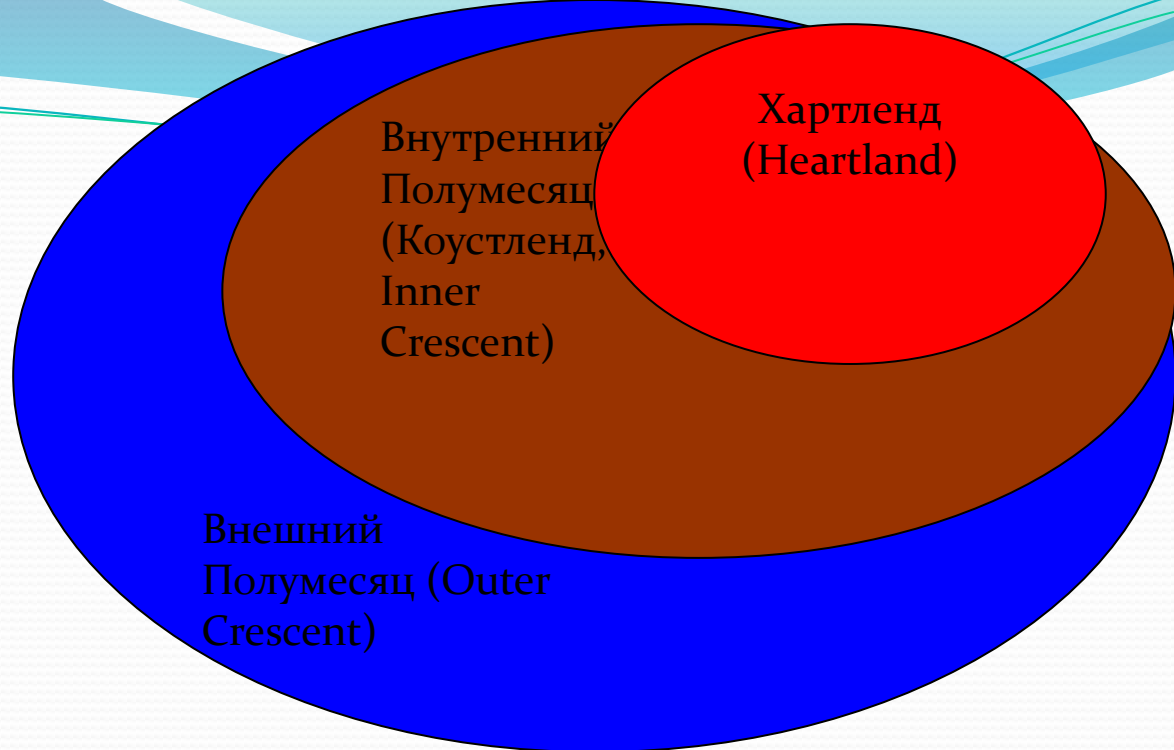 Хартленд
(Heartland)
Внутренний
Полумесяц
(Коустленд,
Inner
Crescent)
Внешний
Полумесяц (Outer
Crescent)